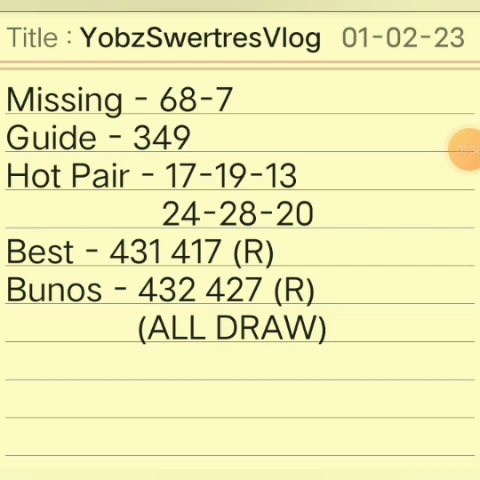 Title : YobzSwertresVlog 01-02-23
Missing - 68-7
Guide - 349
Hot Pair - 17-19-13
24-28-20
Best - 431 417 (R)
Bunos - 432 427 (R)
(ALL DRAW)